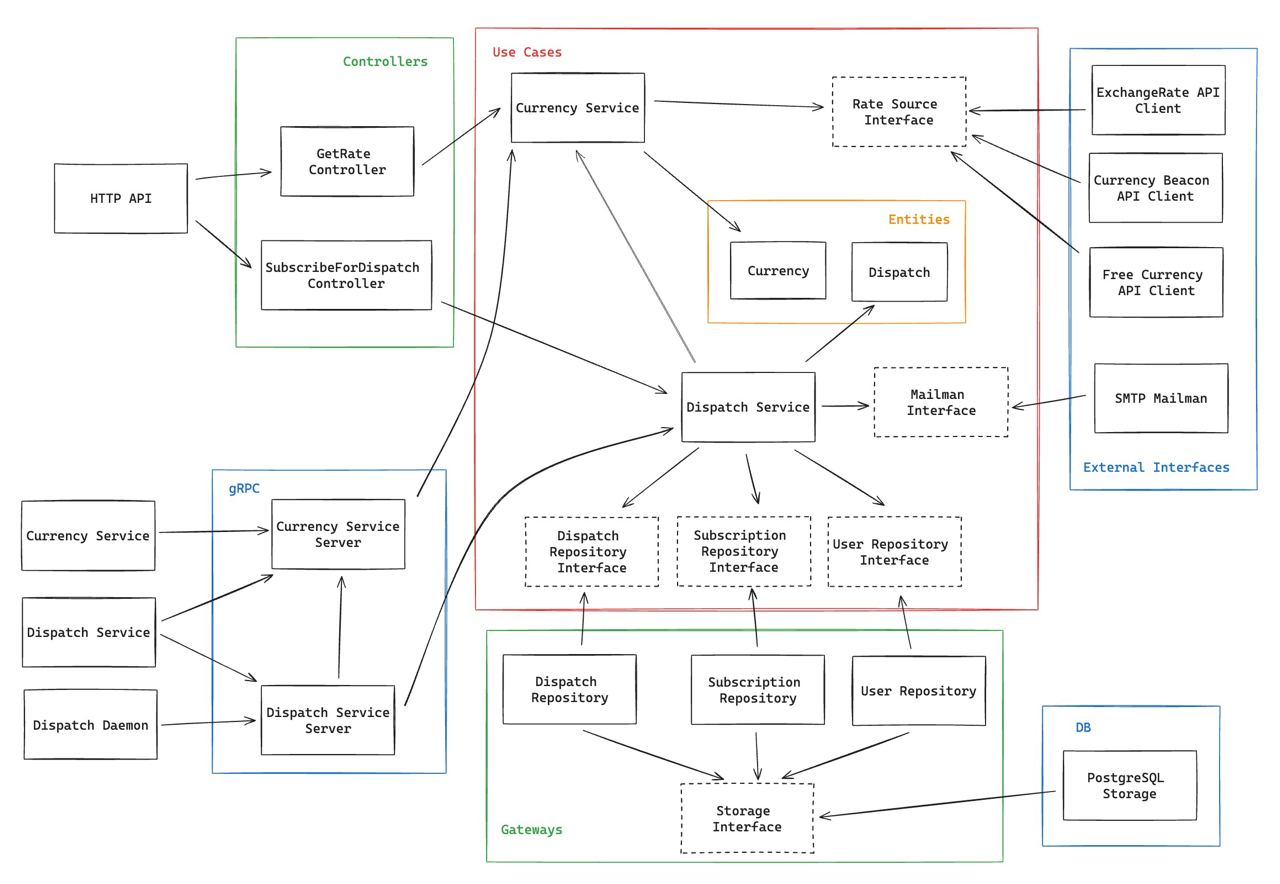 Controllers
GetRate
Controller
HTTP API
SubscribeForDispatch
Controller
Use Cases
Currency Service
Rate Source
Interface
Entities
Currency
Dispatch
Dispatch Service
Mailman
Interface
Dispatch
Repository
Interface
Subscription
Repository
Interface
User Repository
Interface
ExchangeRate API
Client
Currency Beacon
API Client
Free Currency
API Client
SMTP Mailman
External Interfaces
gRPC
Currency Service
Server
Currency Service
Dispatch Service
Dispatch Daemon
Dispatch Service
Server
Dispatch
Repository
Subscription
Repository
User Repository
Storage
Interface
Gateways
DB
PostgreSQL
Storage